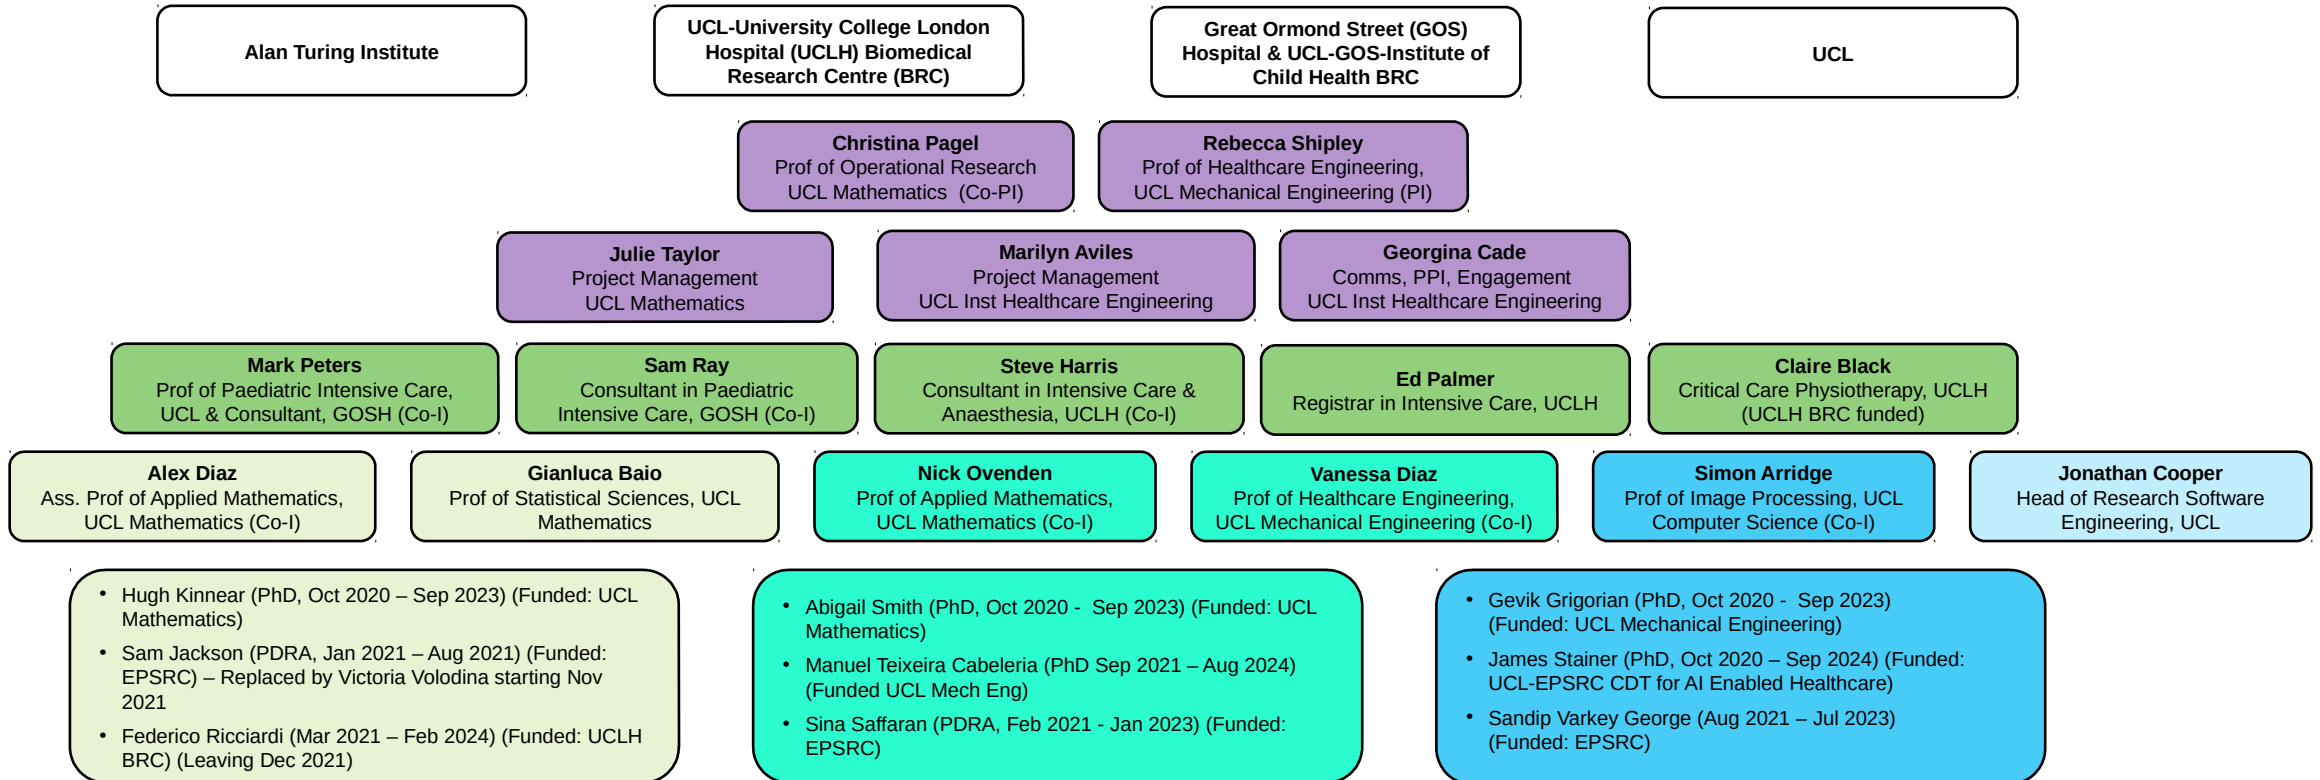 Alan Turing Institute
UCL-University College London
Hospital (UCLH) Biomedical
Research Centre (BRC)
Great Ormond Street (GOS)
Hospital & UCL-GOS-Institute of
Child Health BRC
UCL
Christina Pagel
Prof of Operational Research
UCL Mathematics (Co-PI)
Rebecca Shipley
Prof of Healthcare Engineering,
UCL Mechanical Engineering (PI)
Julie Taylor
Project Management
UCL Mathematics
Marilyn Aviles
Project Management
UCL Inst Healthcare Engineering
Georgina Cade
Comms, PPI, Engagement
UCL Inst Healthcare Engineering
Mark Peters
Prof of Paediatric Intensive Care,
UCL & Consultant, GOSH (Co-I)
Sam Ray
Consultant in Paediatric
Intensive Care, GOSH (Co-I)
Steve Harris
Consultant in Intensive Care &
Anaesthesia, UCLH (Co-I)
Ed Palmer
Registrar in Intensive Care, UCLH
Claire Black
Critical Care Physiotherapy, UCLH
(UCLH BRC funded)
Alex Diaz
Ass. Prof of Applied Mathematics,
UCL Mathematics (Co-I)
Gianluca Baio
Prof of Statistical Sciences, UCL
Mathematics
Nick Ovenden
Prof of Applied Mathematics,
UCL Mathematics (Co-I)
Vanessa Diaz
Prof of Healthcare Engineering,
UCL Mechanical Engineering (Co-I)
Simon Arridge
Prof of Image Processing, UCL
Computer Science (Co-I)
Jonathan Cooper
Head of Research Software
Engineering, UCL
• Hugh Kinnear (PhD, Oct 2020 – Sep 2023) (Funded: UCL
Mathematics)
• Sam Jackson (PDRA, Jan 2021 – Aug 2021) (Funded:
EPSRC) – Replaced by Victoria Volodina starting Nov
2021
• Federico Ricciardi (Mar 2021 – Feb 2024) (Funded: UCLH
BRC) (Leaving Dec 2021)
• Abigail Smith (PhD, Oct 2020 - Sep 2023) (Funded: UCL
Mathematics)
• Manuel Teixeira Cabeleria (PhD Sep 2021 – Aug 2024)
(Funded UCL Mech Eng)
• Sina Saffaran (PDRA, Feb 2021 - Jan 2023) (Funded:
EPSRC)
• Gevik Grigorian (PhD, Oct 2020 - Sep 2023)
(Funded: UCL Mechanical Engineering)
• James Stainer (PhD, Oct 2020 – Sep 2024) (Funded:
UCL-EPSRC CDT for AI Enabled Healthcare)
• Sandip Varkey George (Aug 2021 – Jul 2023)
(Funded: EPSRC)